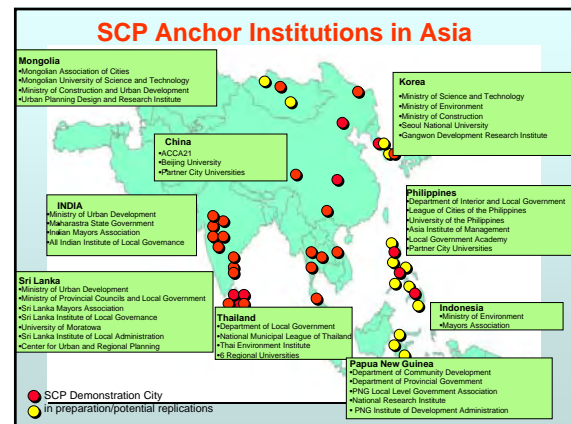 SCP Anchor Institutions in Asia
Mongolia
•Mongolian Association of Cities
•Mongolian University of Science and Technology
•Ministry of Construction and Urban Development
•Urban Planning Design and Research Institute
Korea
•Ministry of Science and Technology
•Ministry of Environment
•Ministry of Construction
•Seoul National University
•Gangwon Development Research Institute
China
•ACCA21
•Beijing University
•Partner City Universities
INDIA
•Ministry of Urban Development
•Maharastra State Government
•Indian Mayors Association
•All Indian Institute of Local Governance
Philippines
•Department of Interior and Local Government
•League of Cities of the Philippines
•University of the Philippines
•Asia Institute of Management
•Local Government Academy
•Partner City Universities
Sri Lanka
•Ministry of Urban Development
•Ministry of Provincial Councils and Local Government
•Sri Lanka Mayors Association
•Sri Lanka Institute of Local Governance
•University of Moratowa
•Sri Lanka Institute of Local Administration
•Center for Urban and Regional Planning
Thailand
•Department of Local Government
•National Municipal League of Thailand
•Thai Environment Institute
•6 Regional Universities
Indonesia
•Ministry of Environment
•Mayors Association
Papua New Guinea
•Department of Community Development
•Department of Provincial Government
•PNG Local Level Government Association
•National Research Institute
•PNG Institute of Development Administration
SCP Demonstration City
in preparation/potential replications